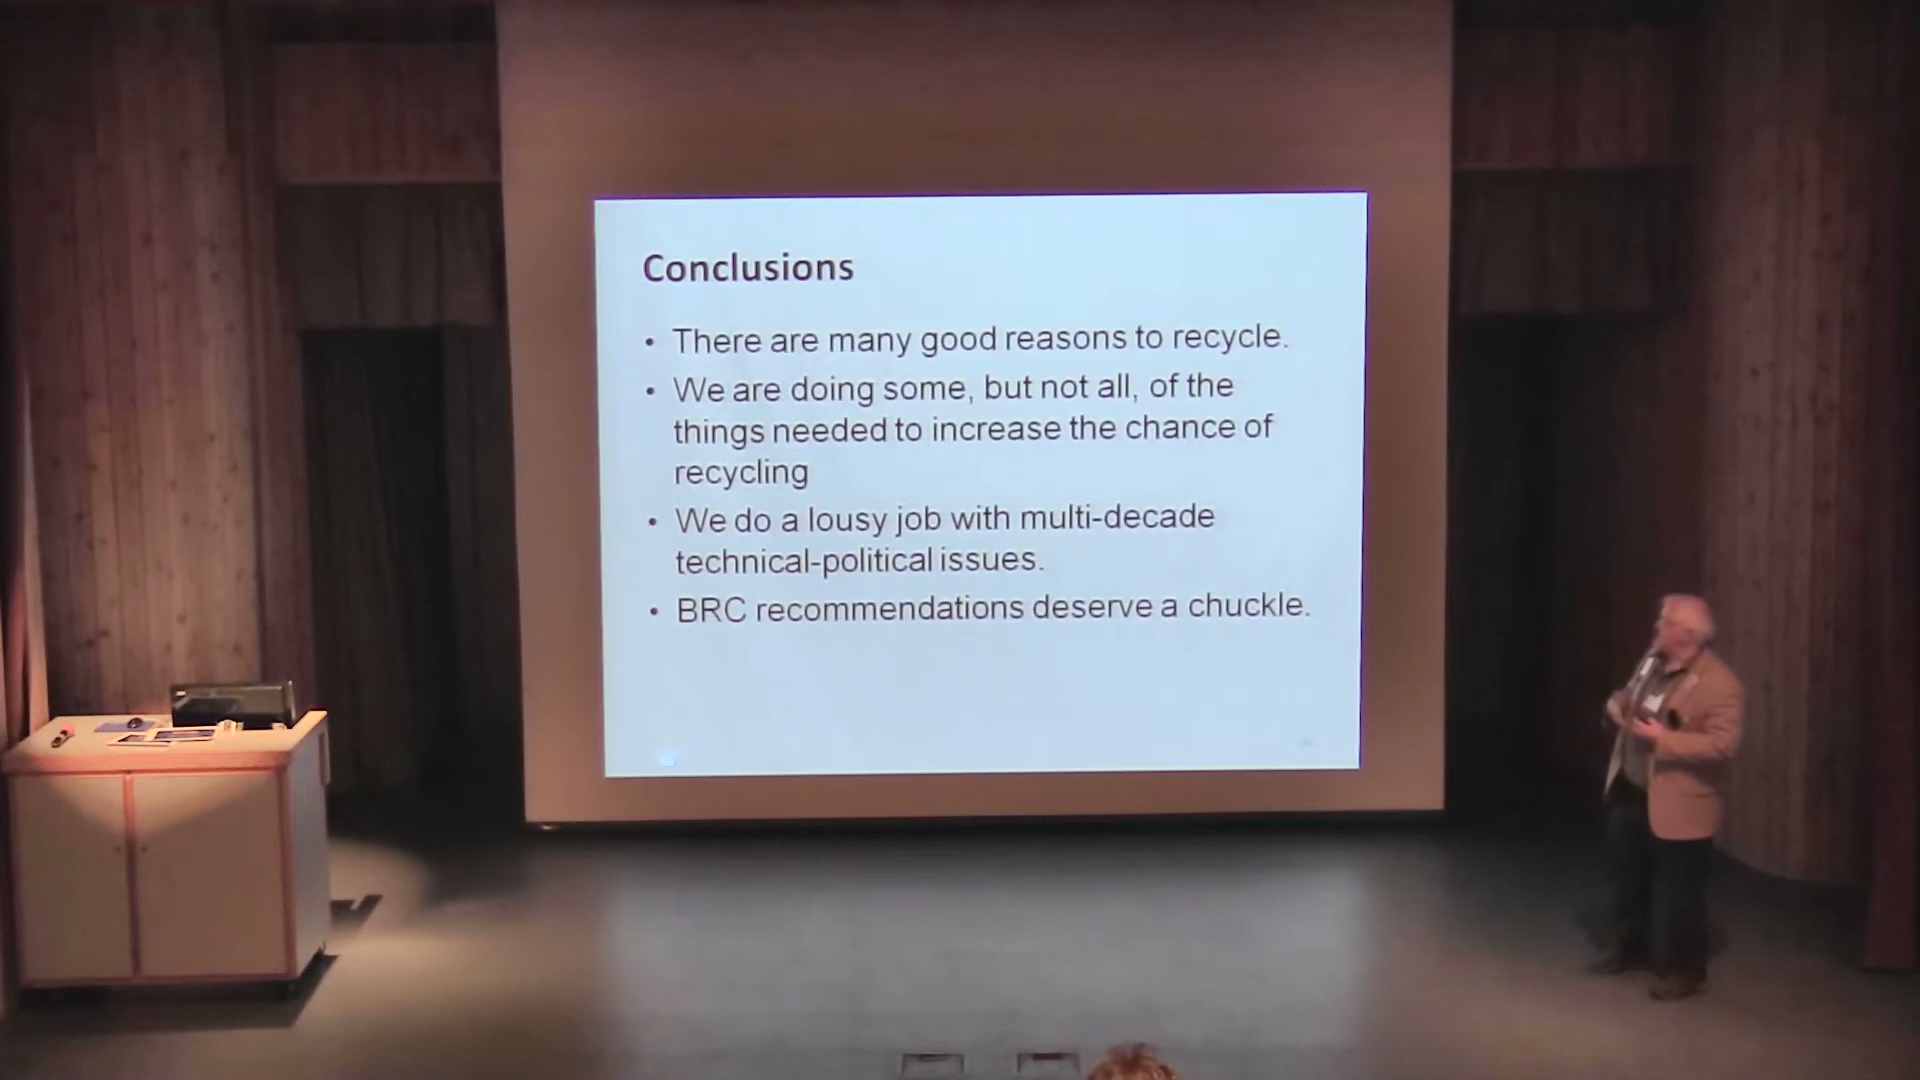 Conclusions
• There are many good reasons to recycle.
• We are doing some, but not all, of the
things needed to increase the chance of
recycling
• We do a lousy job with multi-decade
technical-political issues.
• BRC recommendations deserve a chuckle.